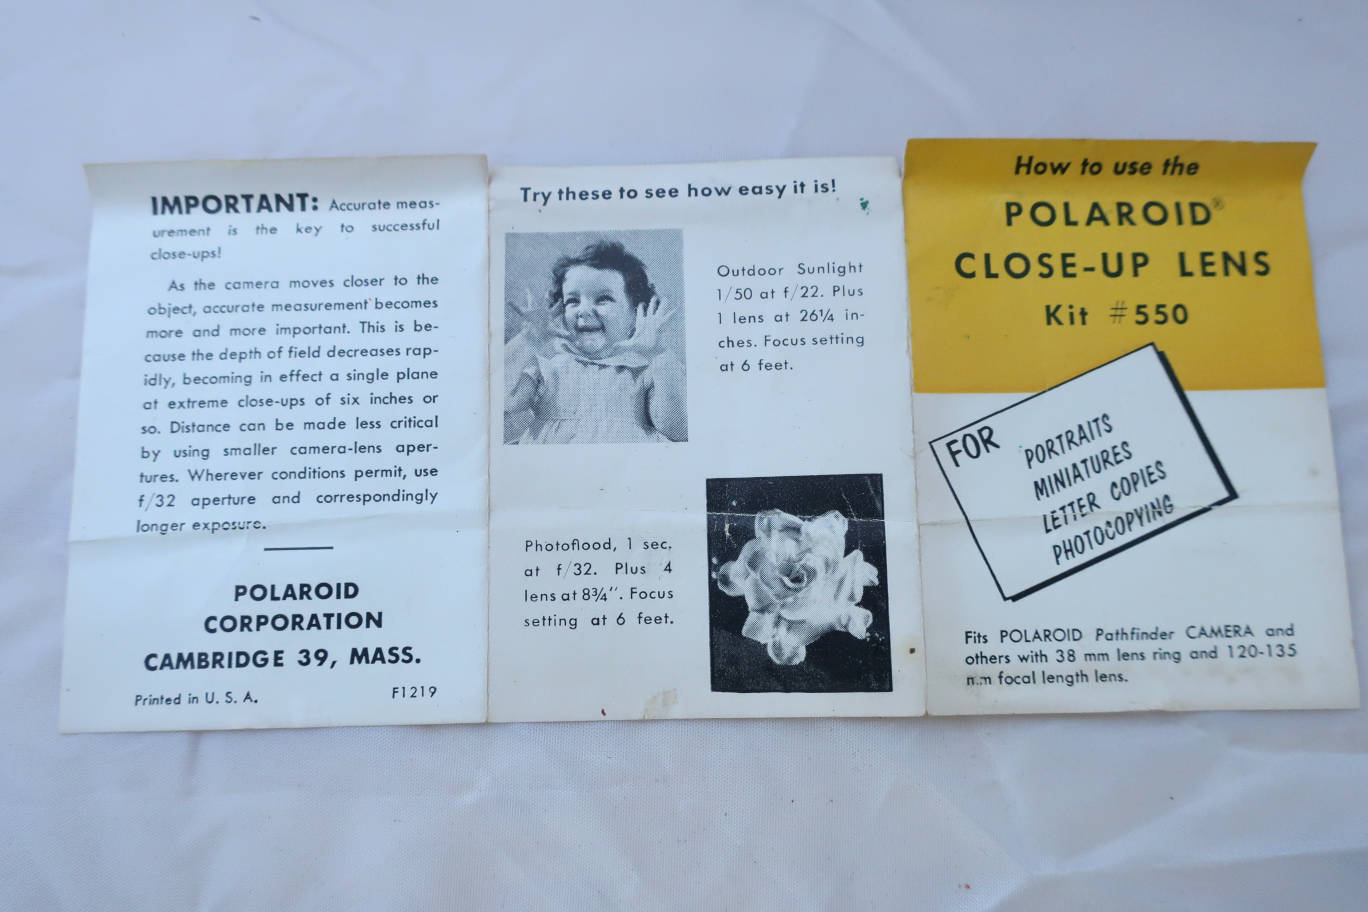 IMPORTANT: Accurate meas-
urement is the key to successful
close-ups!
As the camera moves closer to the
object, accurate measurement becomes
more and more important. This is be-
cause the depth of field decreases rap-
idly, becoming in effect a single plane
at extreme close-ups of six inches or
so. Distance can be made less critical
by using smaller camera-lens aper-
tures. Wherever conditions permit, use
f/32 aperture and correspondingly
longer exposure.
POLAROID
CORPORATION
CAMBRIDGE 39, MASS.
Printed in U. S. A.
F1219
Try these to see how easy it is!
Outdoor Sunlight
1/50 at f/22. Plus
1 lens at 26¼ in-
ches. Focus setting
at 6 feet.
Photoflood, 1 sec.
at f/32. Plus 4
lens at 8¾". Focus
setting at 6 feet.
How to use the
POLAROID®
CLOSE-UP LENS
Kit #550
FOR
PORTRAITS
MINIATURES
LETTER COPIES
PHOTOCOPYING
Fits POLAROID Pathfinder CAMERA and
others with 38 mm lens ring and 120-135
mm focal length lens.